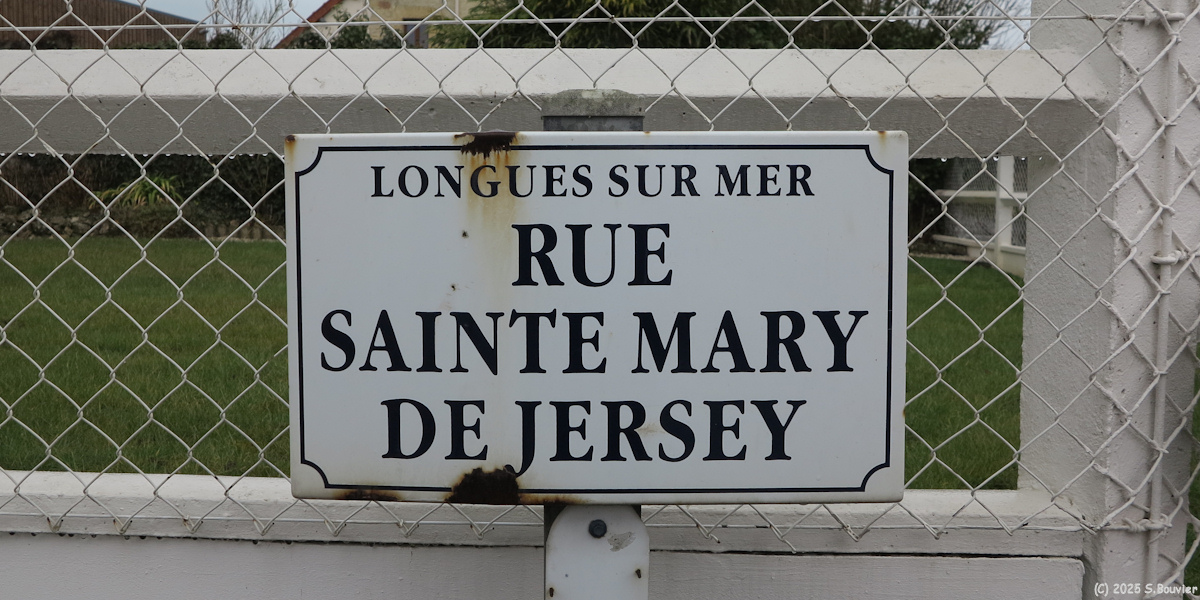 LONGUES SUR MER
RUE
SAINTE MARY
DE JERSEY
(C) 2025 S.Bouvier